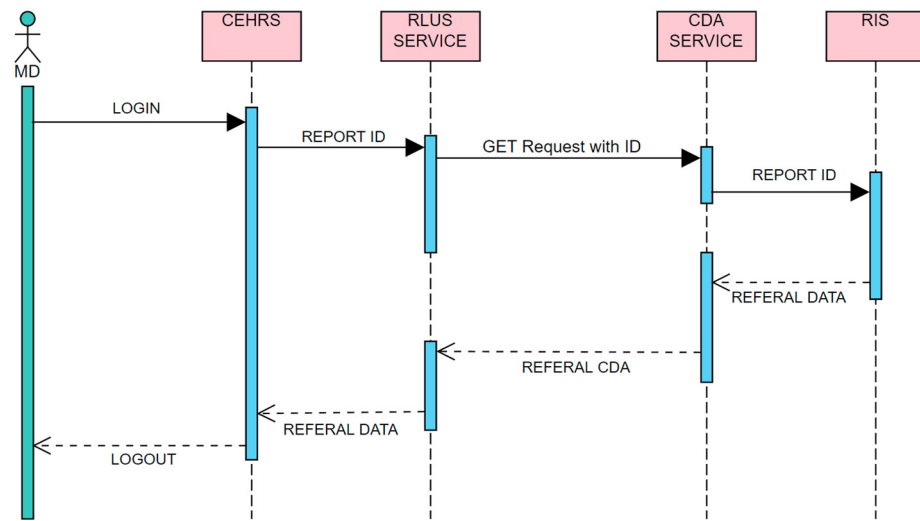 CEHRS
RLUS
SERVICE
CDA
SERVICE
RIS
MD
LOGIN
REPORT ID
GET Request with ID
REPORT ID
REFERAL DATA
REFERAL CDA
REFERAL DATA
LOGOUT